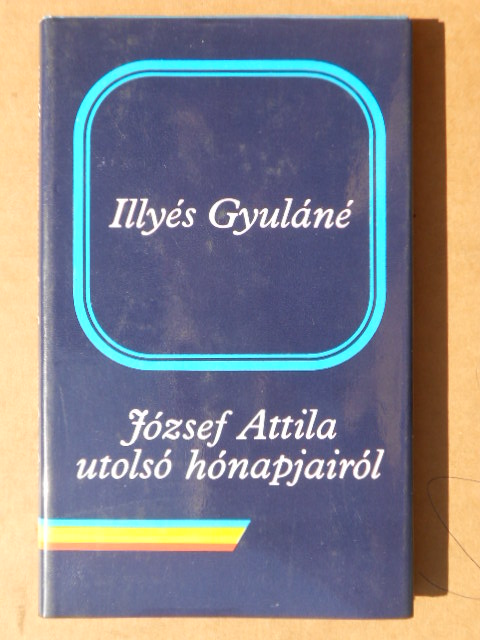 Illyés Gyuláné
József Attila
utolsó hónapjairól